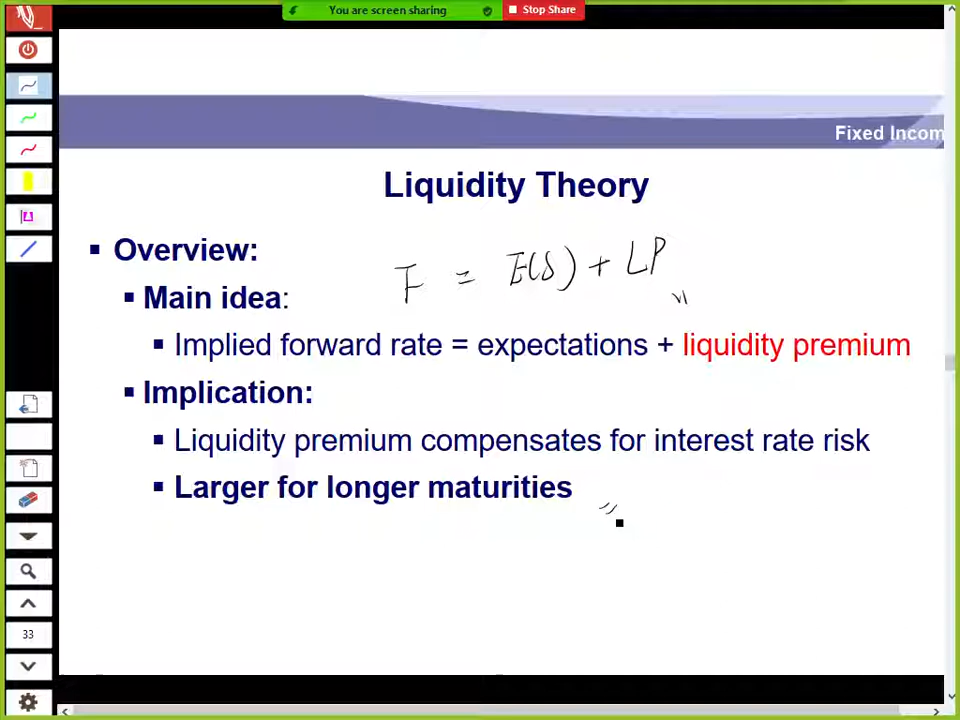 You are screen sharing
Stop Share
Fixed Incom
Liquidity Theory
Overview:
F = E(S) + LP
Main idea:
Implied forward rate = expectations + liquidity premium
Implication:
Liquidity premium compensates for interest rate risk
Larger for longer maturities
33